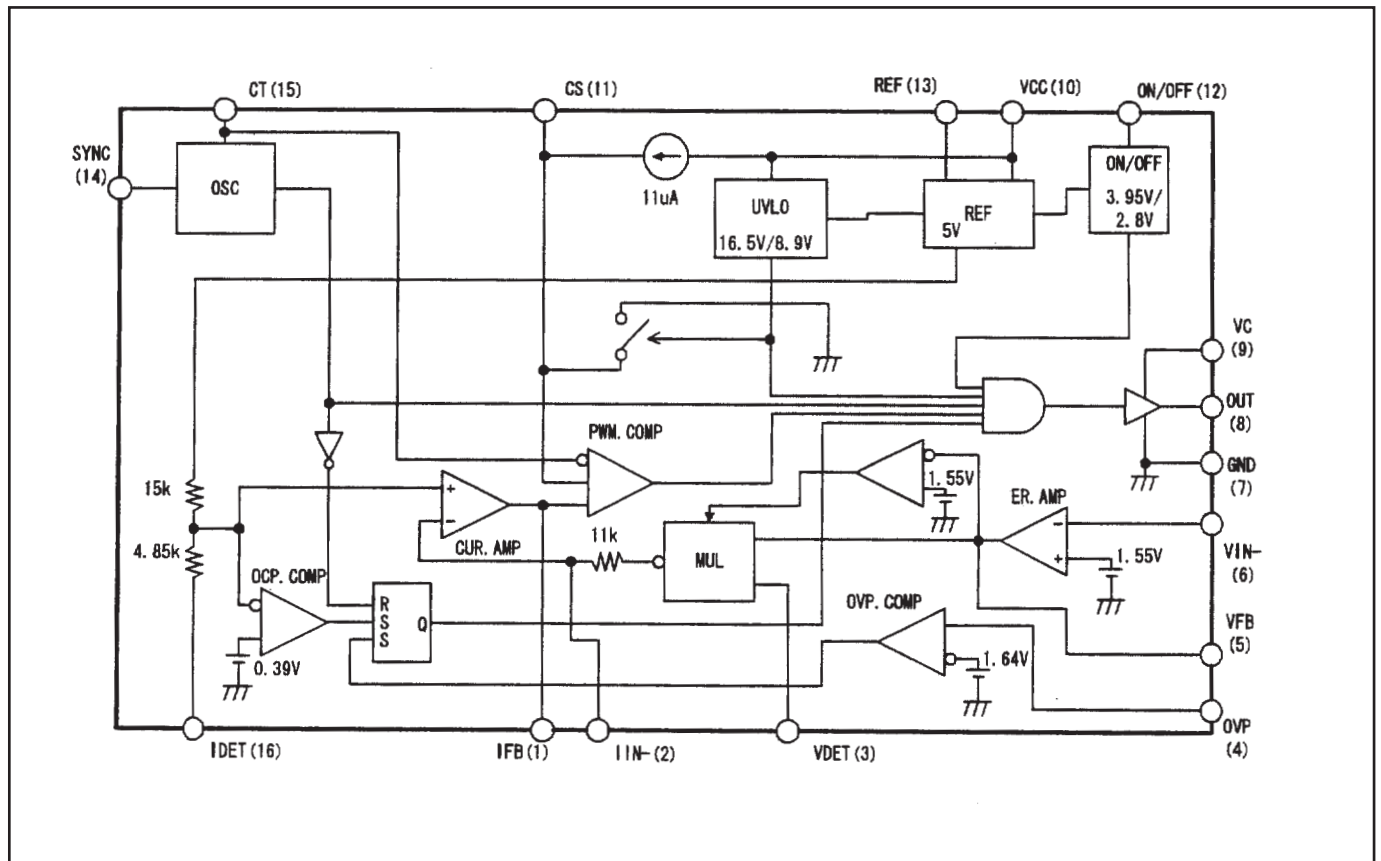 CT(15)
CS(11)
REF(13)
VCC(10)
ON/OFF(12)
SYNC
(14)
OSC
11uA
UVLO
16.5V/8.9V
REF
5V
ON/OFF
3.95V/
2.8V
VC
(9)
OUT
(8)
GND
(7)
PWM.COMP
15k
4.85k
+
-
CUR.AMP
11k
MUL
1.55V
ER.AMP
-
+
1.55V
VIN-
(6)
OCP.COMP
0.39V
R
S
S
Q
OVP.COMP
1.64V
VFB
(5)
OVP
(4)
IDET(16)
IFB(1)
IIN-(2)
VDET(3)